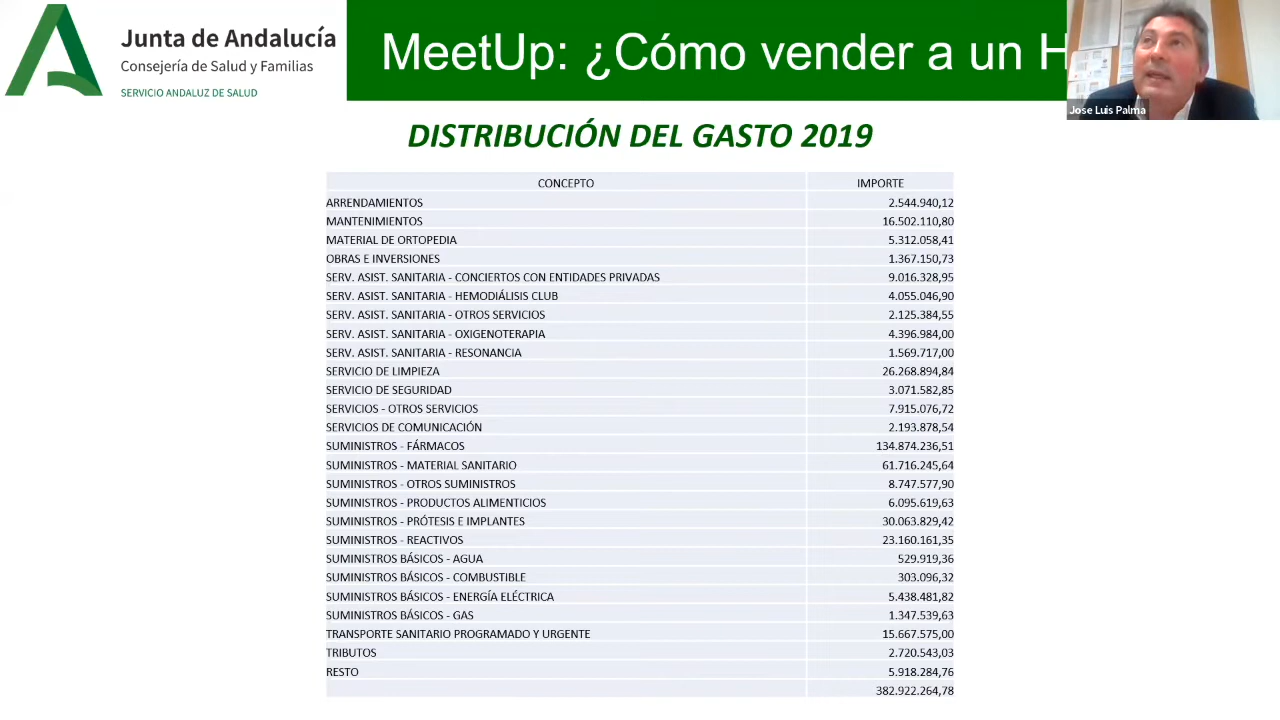 Junta de Andalucía
Consejería de Salud y Familias
SERVICIO ANDALUZ DE SALUD
MeetUp: ¿Cómo vender a un H
Jose Luis Palma
DISTRIBUCIÓN DEL GASTO 2019
CONCEPTO IMPORTE
ARRENDAMIENTOS 2.544.940,12
MANTENIMIENTOS 16.502.110,80
MATERIAL DE ORTOPEDIA 5.312.058,41
OBRAS E INVERSIONES 1.367.150,73
SERV. ASIST. SANITARIA - CONCIERTOS CON ENTIDADES PRIVADAS 9.016.328,95
SERV. ASIST. SANITARIA - HEMODIÁLISIS CLUB 4.055.046,90
SERV. ASIST. SANITARIA - OTROS SERVICIOS 2.125.384,55
SERV. ASIST. SANITARIA - OXIGENOTERAPIA 4.396.984,00
SERV. ASIST. SANITARIA - RESONANCIA 1.569.717,00
SERVICIO DE LIMPIEZA 26.268.894,84
SERVICIO DE SEGURIDAD 3.071.582,85
SERVICIOS - OTROS SERVICIOS 7.915.076,72
SERVICIOS DE COMUNICACIÓN 2.193.878,54
SUMINISTROS - FÁRMACOS 134.874.236,51
SUMINISTROS - MATERIAL SANITARIO 61.716.245,64
SUMINISTROS - OTROS SUMINISTROS 8.747.577,90
SUMINISTROS - PRODUCTOS ALIMENTICIOS 6.095.619,63
SUMINISTROS - PRÓTESIS E IMPLANTES 30.063.829,42
SUMINISTROS - REACTIVOS 23.160.161,35
SUMINISTROS BÁSICOS - AGUA 529.919,36
SUMINISTROS BÁSICOS - COMBUSTIBLE 303.096,32
SUMINISTROS BÁSICOS - ENERGÍA ELÉCTRICA 5.438.481,82
SUMINISTROS BÁSICOS - GAS 1.347.539,63
TRANSPORTE SANITARIO PROGRAMADO Y URGENTE 15.667.575,00
TRIBUTOS 2.720.543,03
RESTO 5.918.284,76
382.922.264,78